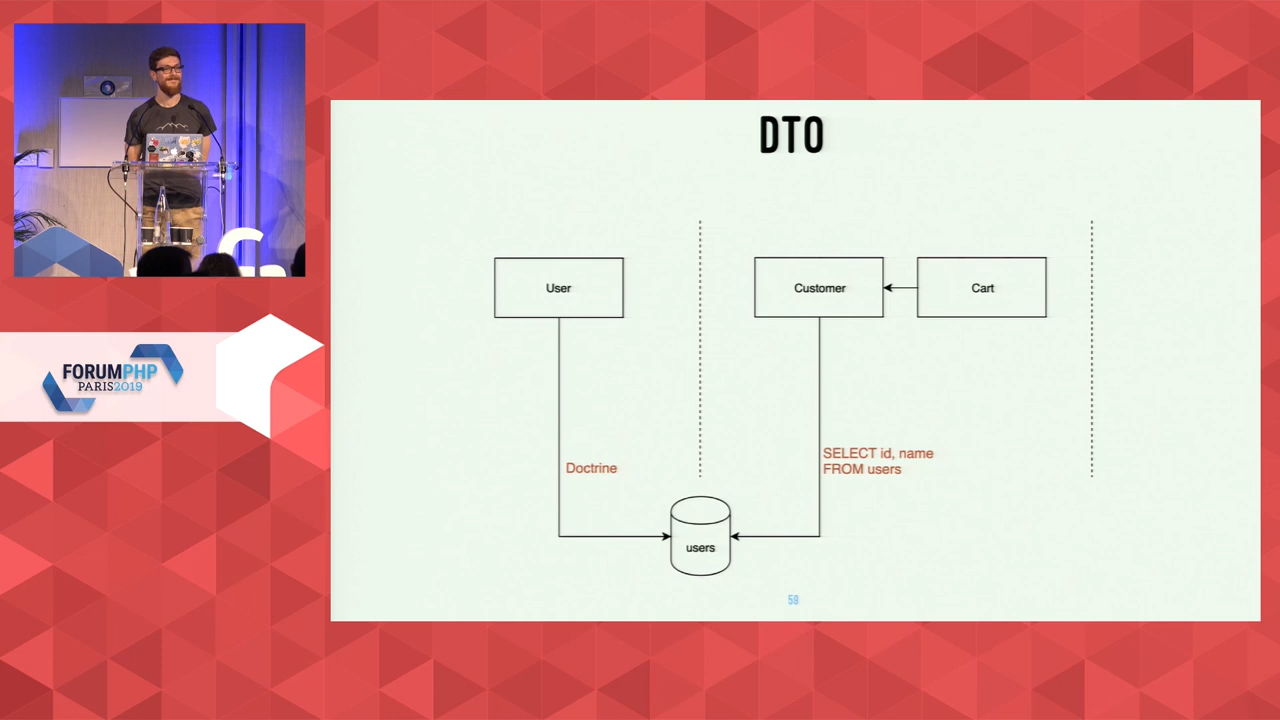 DTO
User
Customer
Cart
Doctrine
SELECT id, name
FROM users
users
59
FORUMPHP
PARIS2019